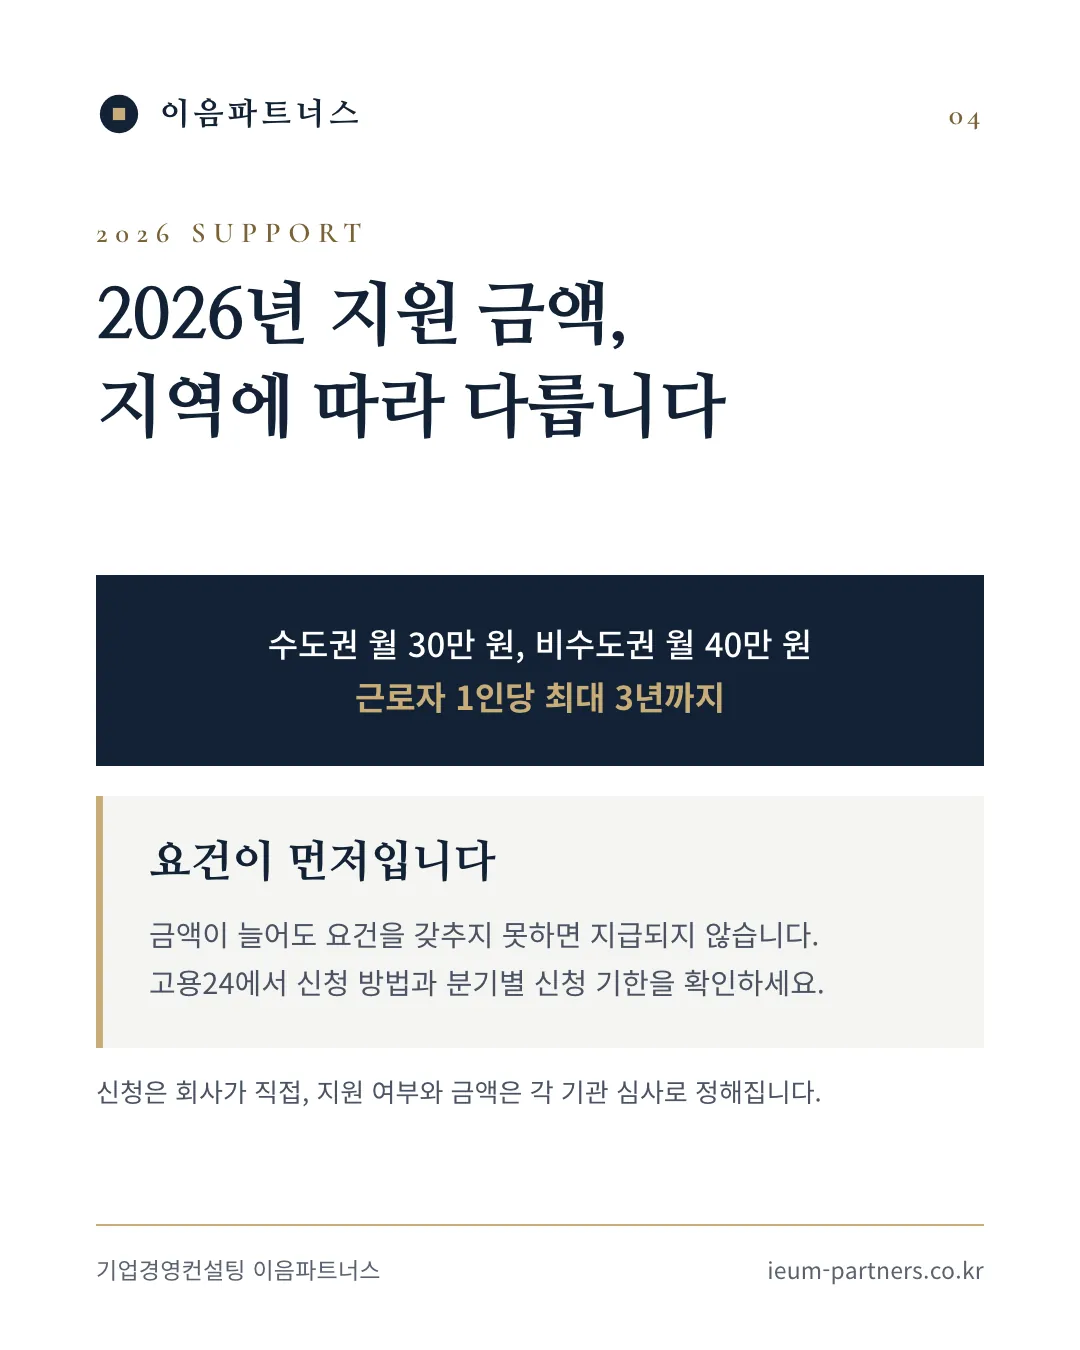 이음파트너스
04
2026 SUPPORT
2026년 지원 금액,
지역에 따라 다릅니다
수도권 월 30만 원, 비수도권 월 40만 원
근로자 1인당 최대 3년까지
요건이 먼저입니다
금액이 늘어도 요건을 갖추지 못하면 지급되지 않습니다.
고용24에서 신청 방법과 분기별 신청 기한을 확인하세요.
신청은 회사가 직접, 지원 여부와 금액은 각 기관 심사로 정해집니다.
기업경영컨설팅 이음파트너스
ieum-partners.co.kr